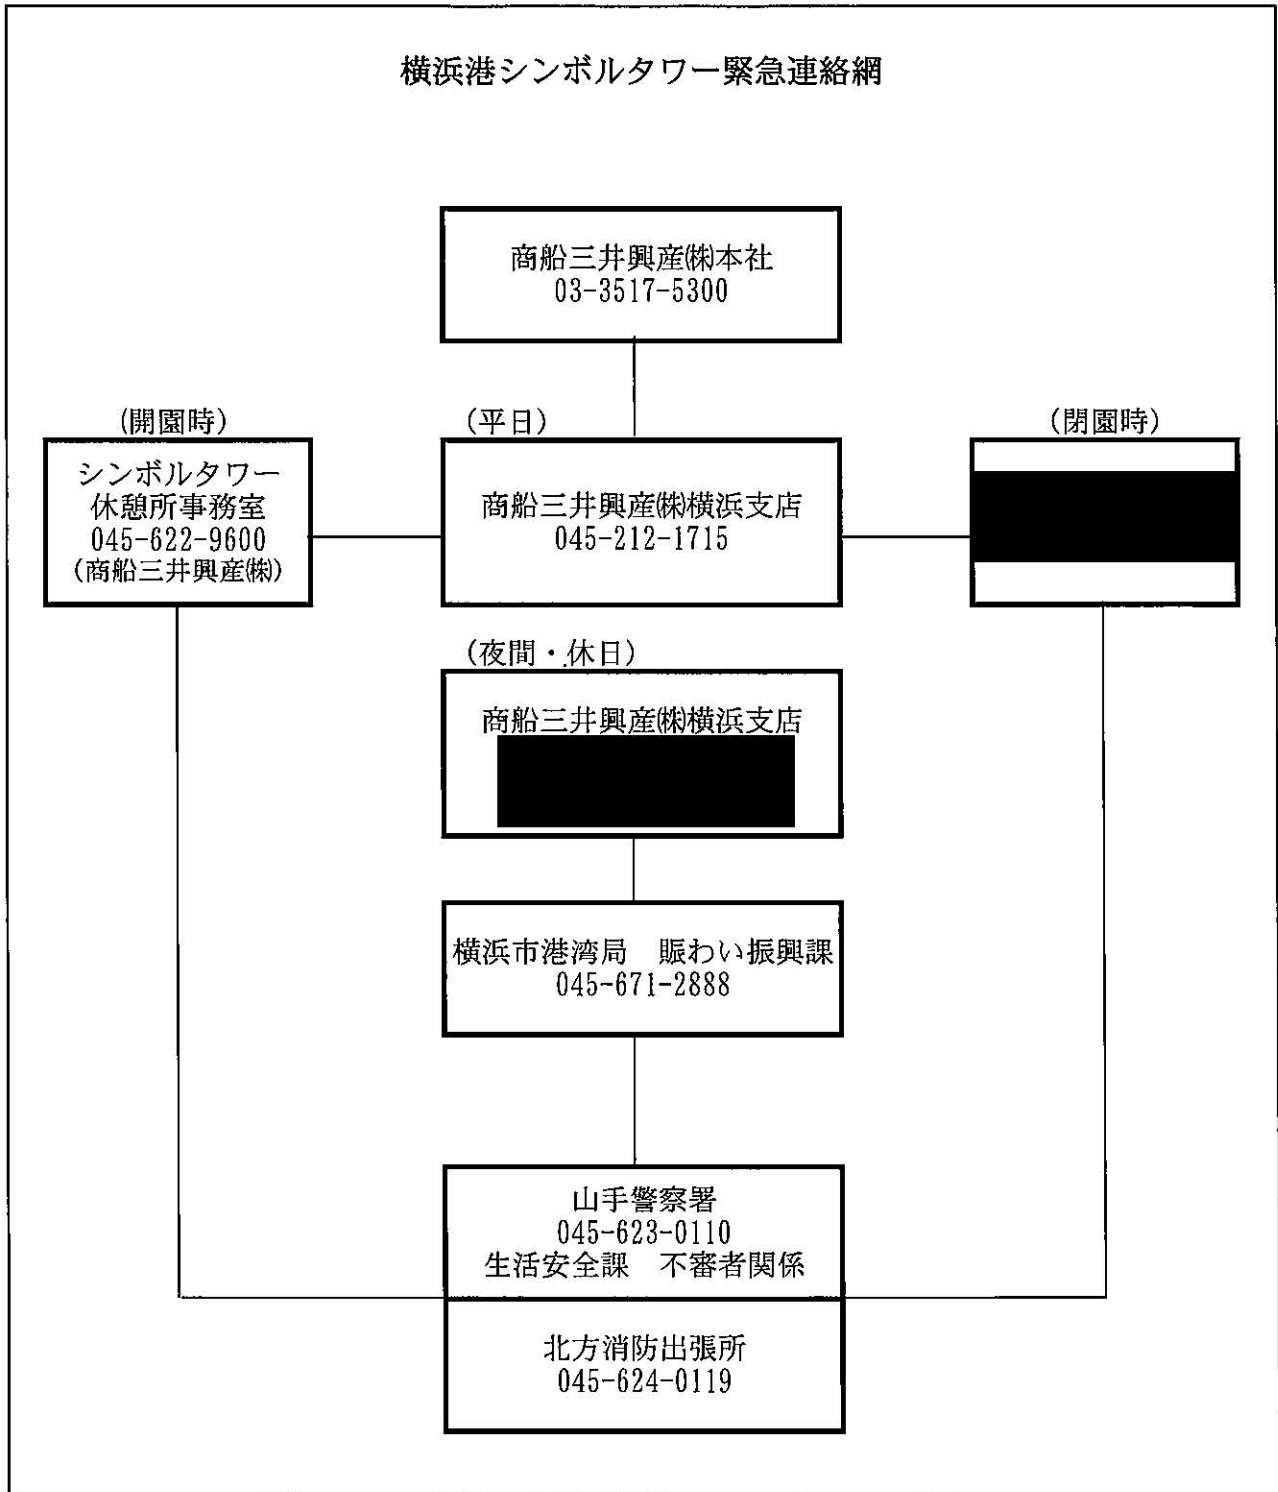 横浜港シンボルタワー緊急連絡網
商船三井興産㈱本社
03-3517-5300
(開園時)
シンボルタワー
休憩所事務室
045-622-9600
(商船三井興産㈱)
(平日)
商船三井興産㈱横浜支店
045-212-1715
(閉園時)
(夜間・休日)
商船三井興産㈱横浜支店
横浜市港湾局　賑わい振興課
045-671-2888
山手警察署
045-623-0110
生活安全課　不審者関係
北方消防出張所
045-624-0119